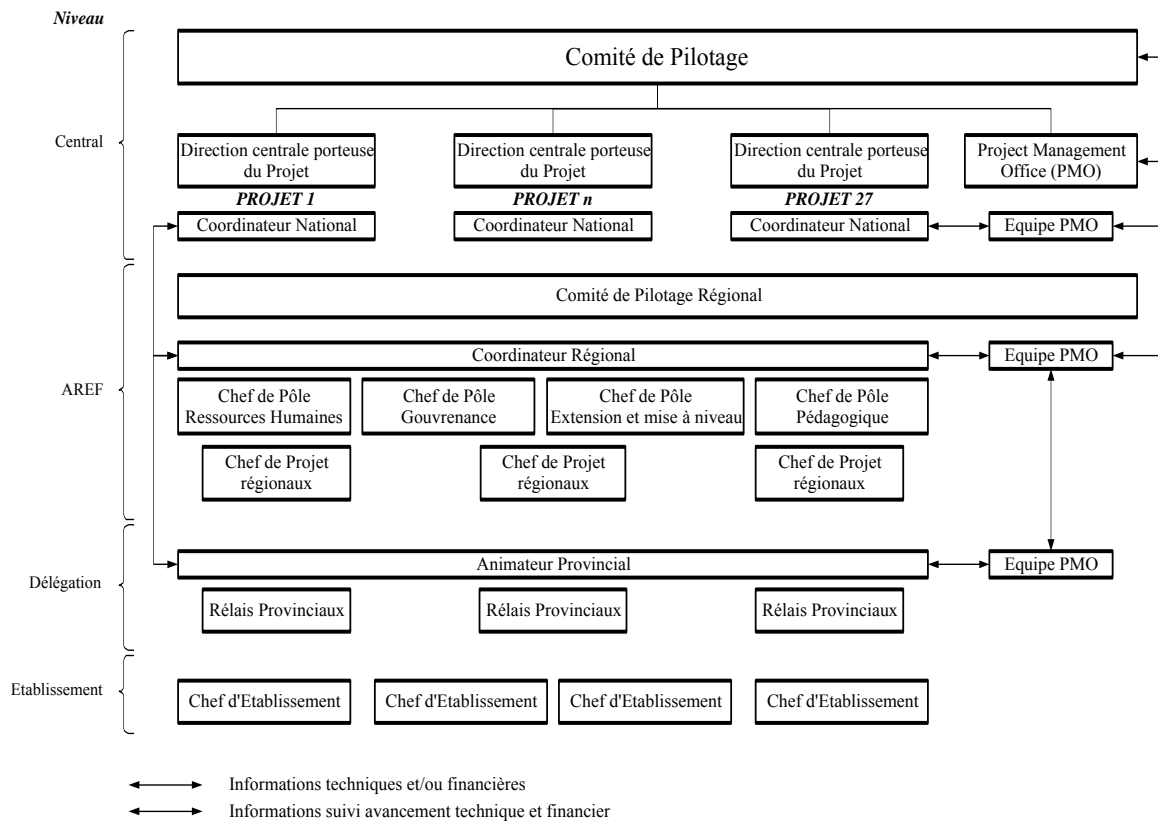 Niveau
Comité de Pilotage
Central
Direction centrale porteuse
du Projet
Direction centrale porteuse
du Projet
Direction centrale porteuse
du Projet
Project Management
Office (PMO)
PROJET 1
PROJET n
PROJET 27
Coordinateur National
Coordinateur National
Coordinateur National
Equipe PMO
Comité de Pilotage Régional
Coordinateur Régional
Equipe PMO
AREF
Chef de Pôle
Ressources Humaines
Chef de Pôle
Gouvrenance
Chef de Pôle
Extension et mise à niveau
Chef de Pôle
Pédagogique
Chef de Projet
régionaux
Chef de Projet
régionaux
Chef de Projet
régionaux
Délégation
Animateur Provincial
Equipe PMO
Rélais Provinciaux
Rélais Provinciaux
Rélais Provinciaux
Etablissement
Chef d'Etablissement
Chef d'Etablissement
Chef d'Etablissement
Chef d'Etablissement
Informations techniques et/ou financières
Informations suivi avancement technique et financier